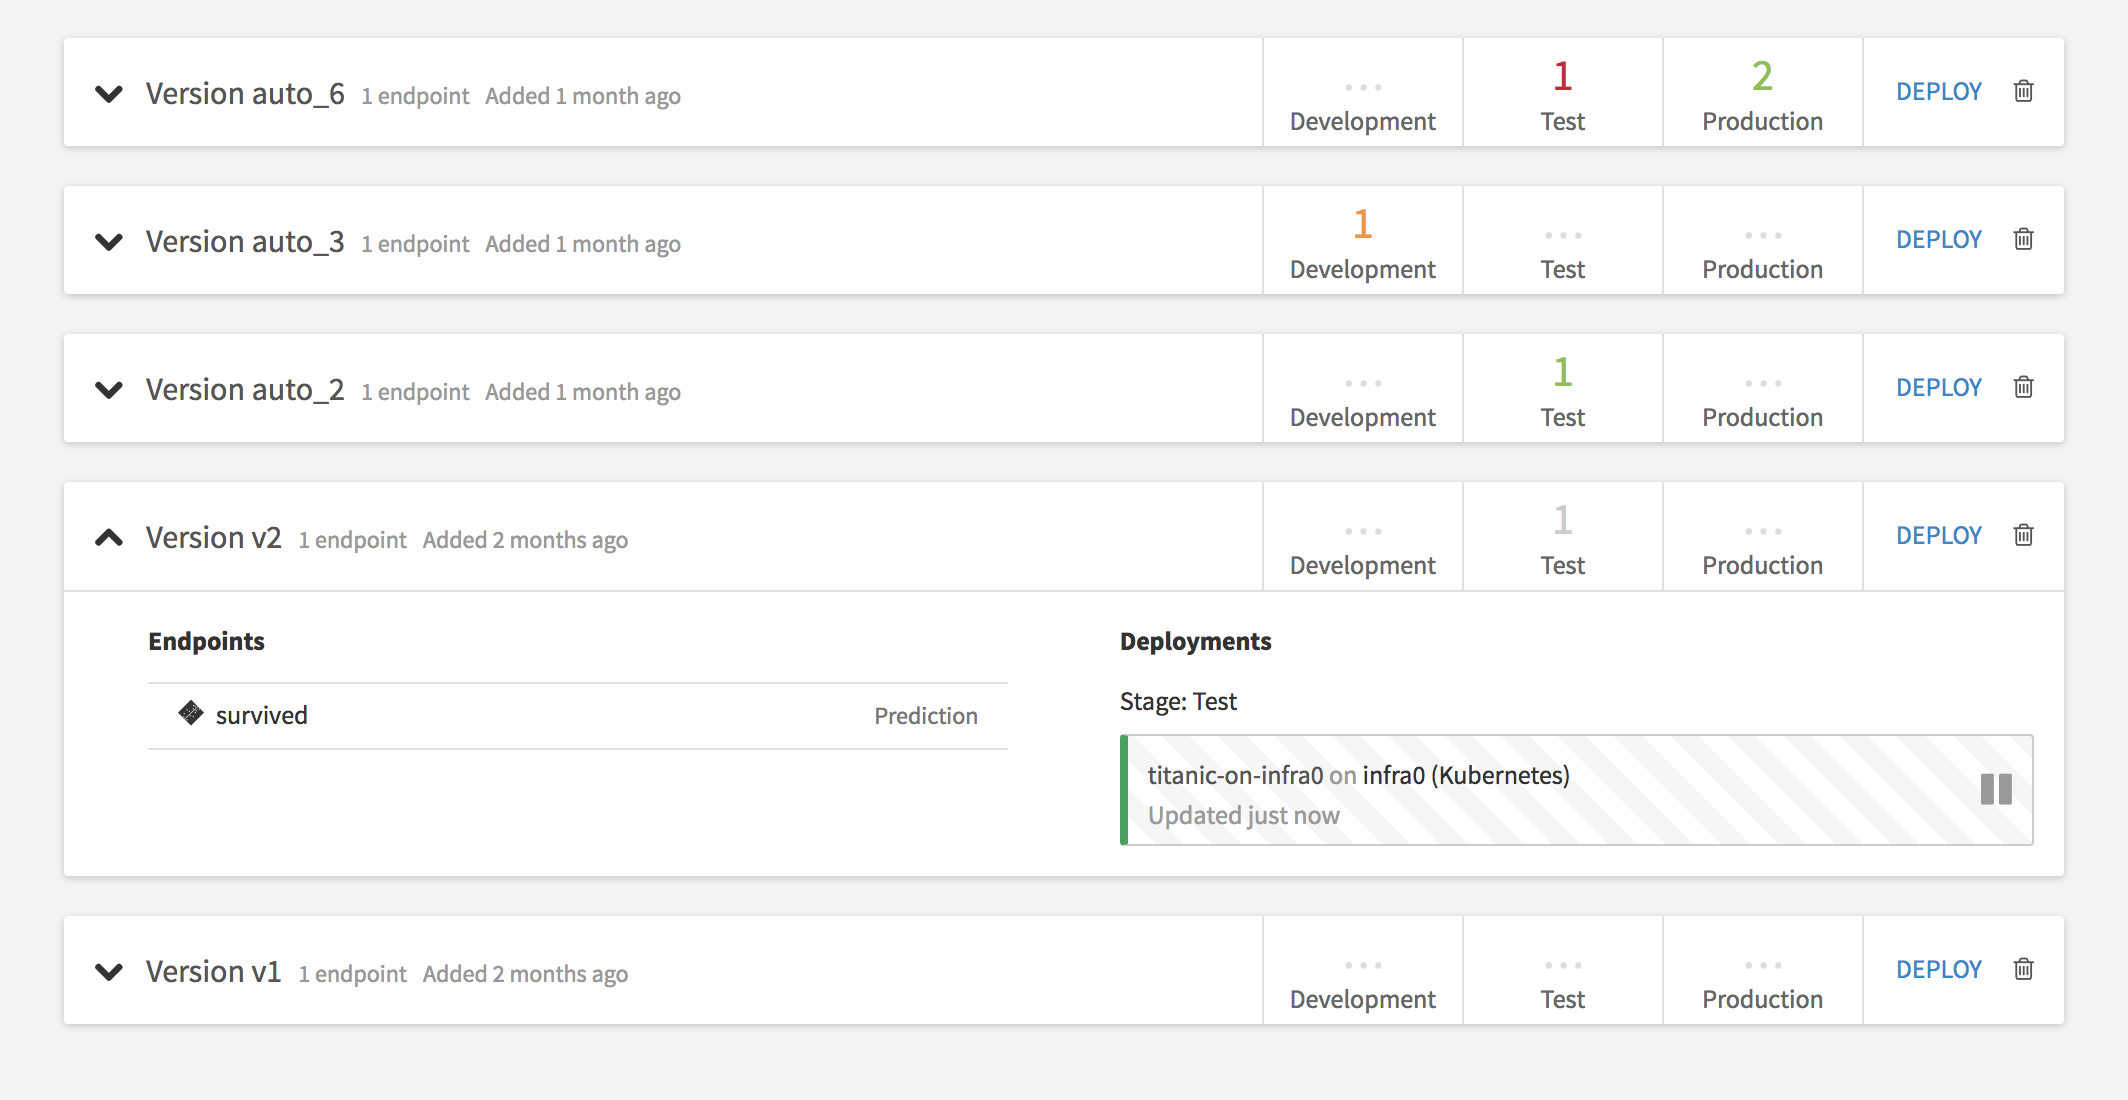 Version auto_6 1 endpoint Added 1 month ago ... Development 1 Test 2 Production DEPLOY
Version auto_3 1 endpoint Added 1 month ago 1 Development ... Test ... Production DEPLOY
Version auto_2 1 endpoint Added 1 month ago ... Development 1 Test ... Production DEPLOY
Version v2 1 endpoint Added 2 months ago ... Development 1 Test ... Production DEPLOY
Endpoints
survived Prediction
Deployments
Stage: Test
titanic-on-infra0 on infra0 (Kubernetes)
Updated just now
Version v1 1 endpoint Added 2 months ago ... Development ... Test ... Production DEPLOY